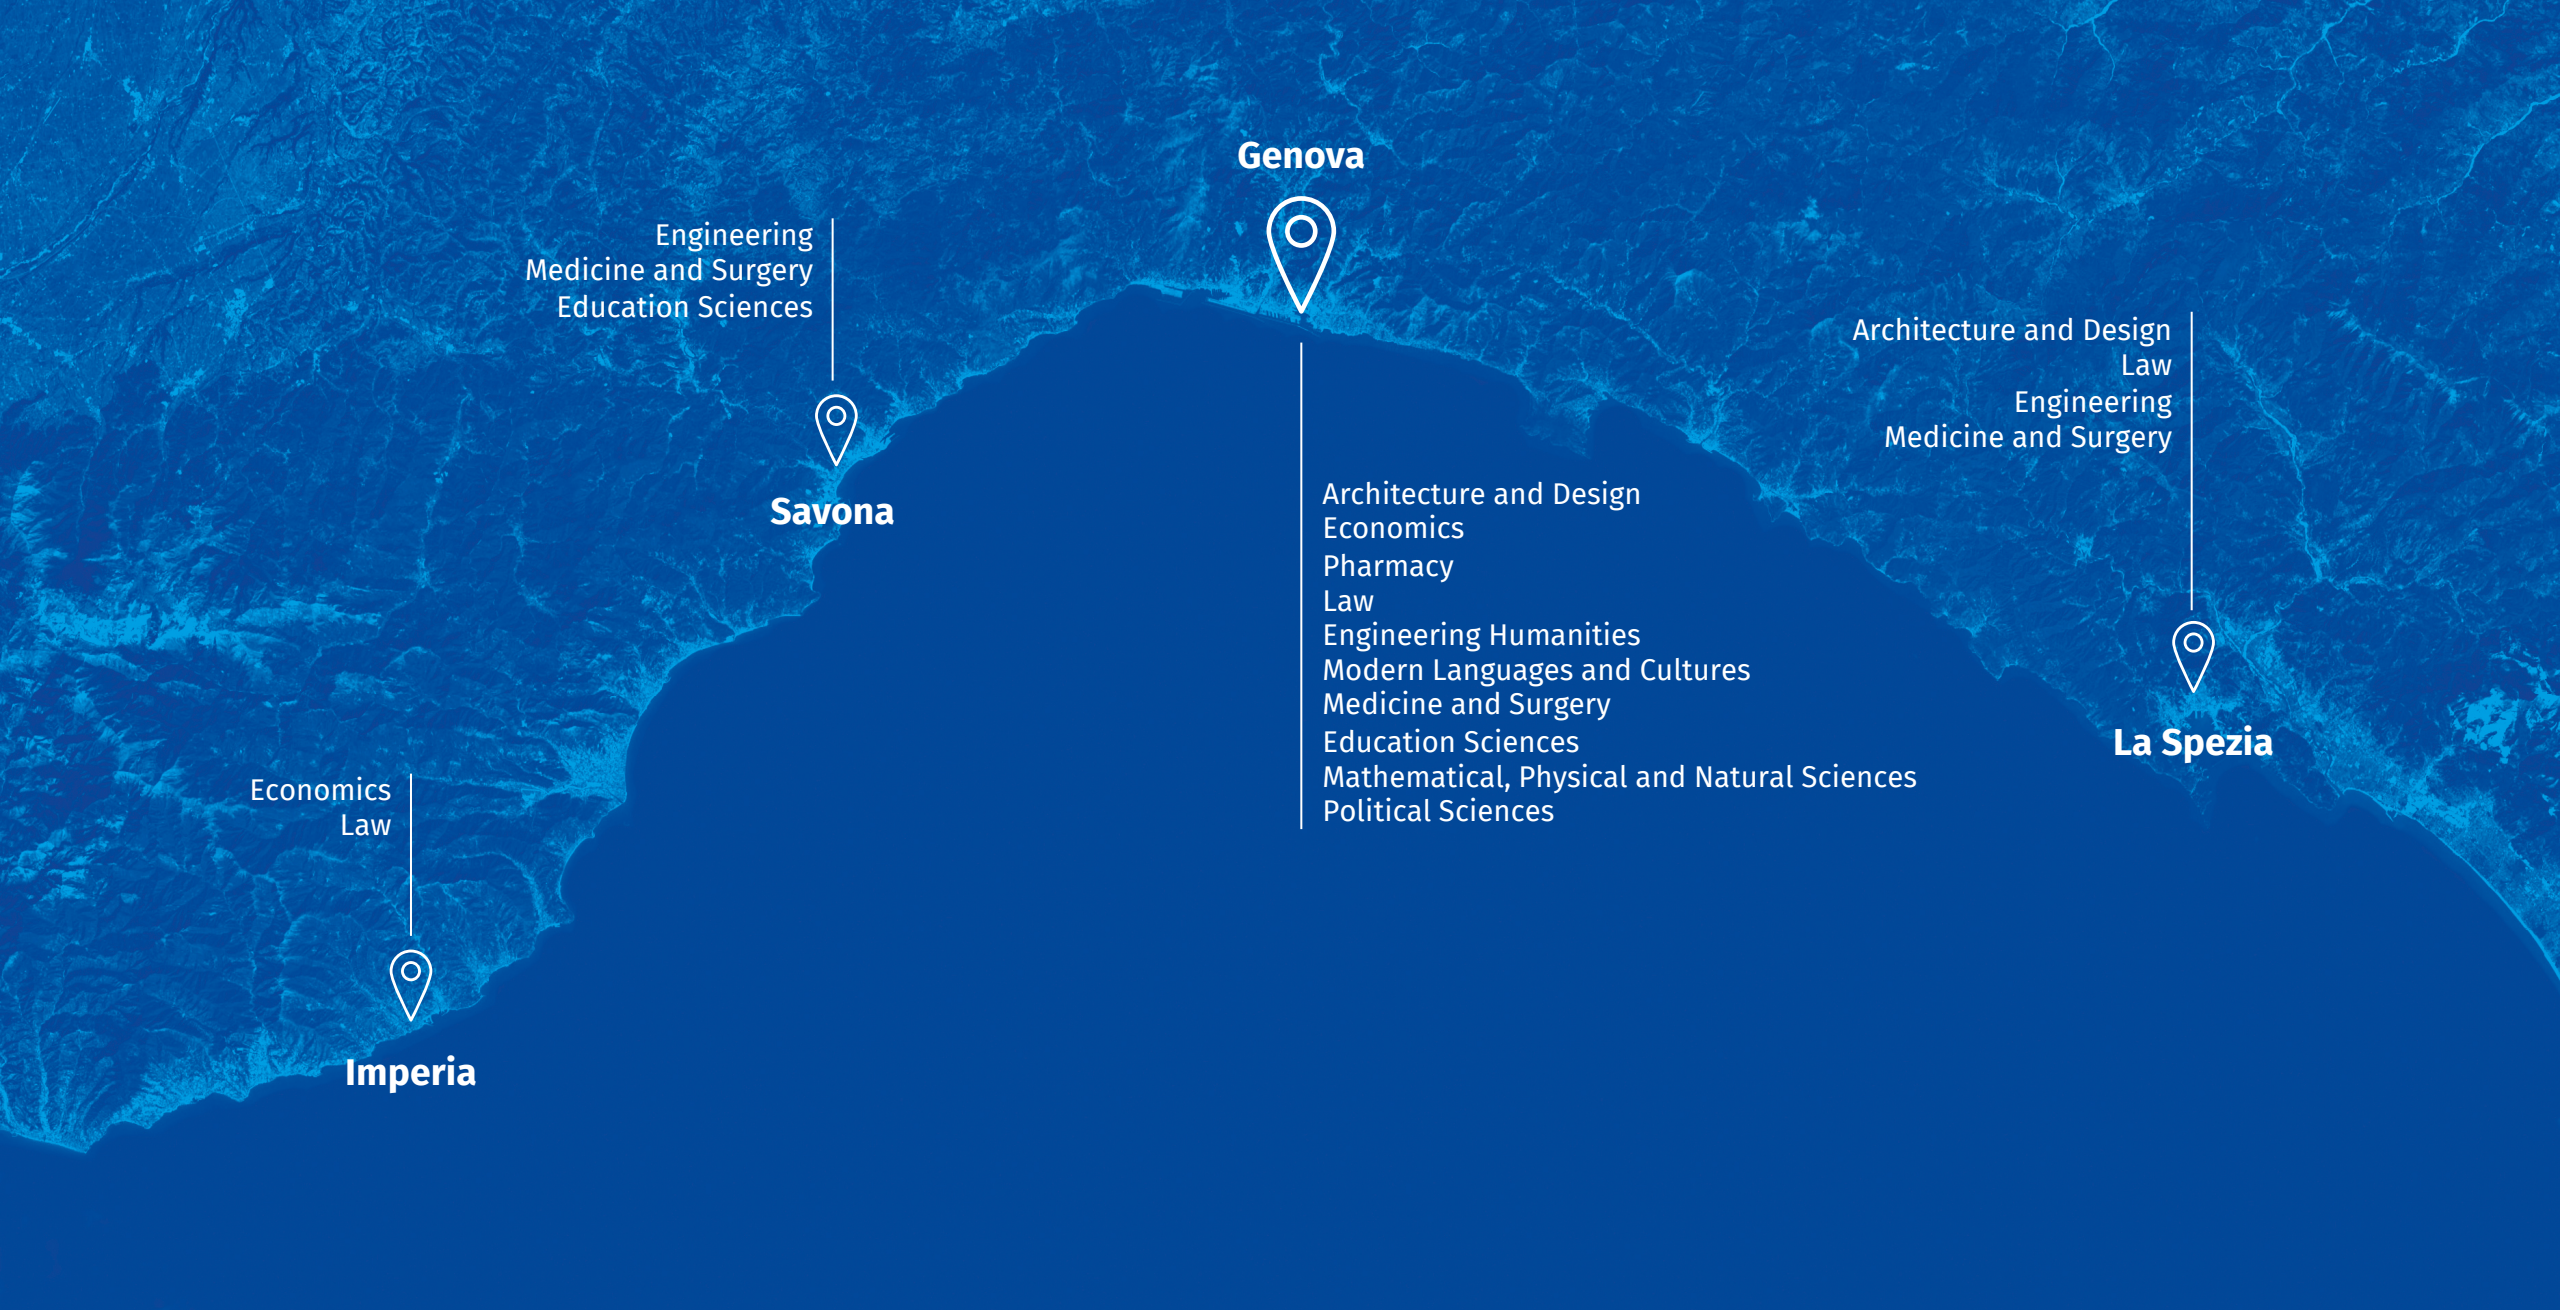 Genova
Engineering
Medicine and Surgery
Education Sciences
Savona
Architecture and Design
Law
Engineering
Medicine and Surgery
La Spezia
Architecture and Design
Economics
Pharmacy
Law
Engineering Humanities
Modern Languages and Cultures
Medicine and Surgery
Education Sciences
Mathematical, Physical and Natural Sciences
Political Sciences
Economics
Law
Imperia